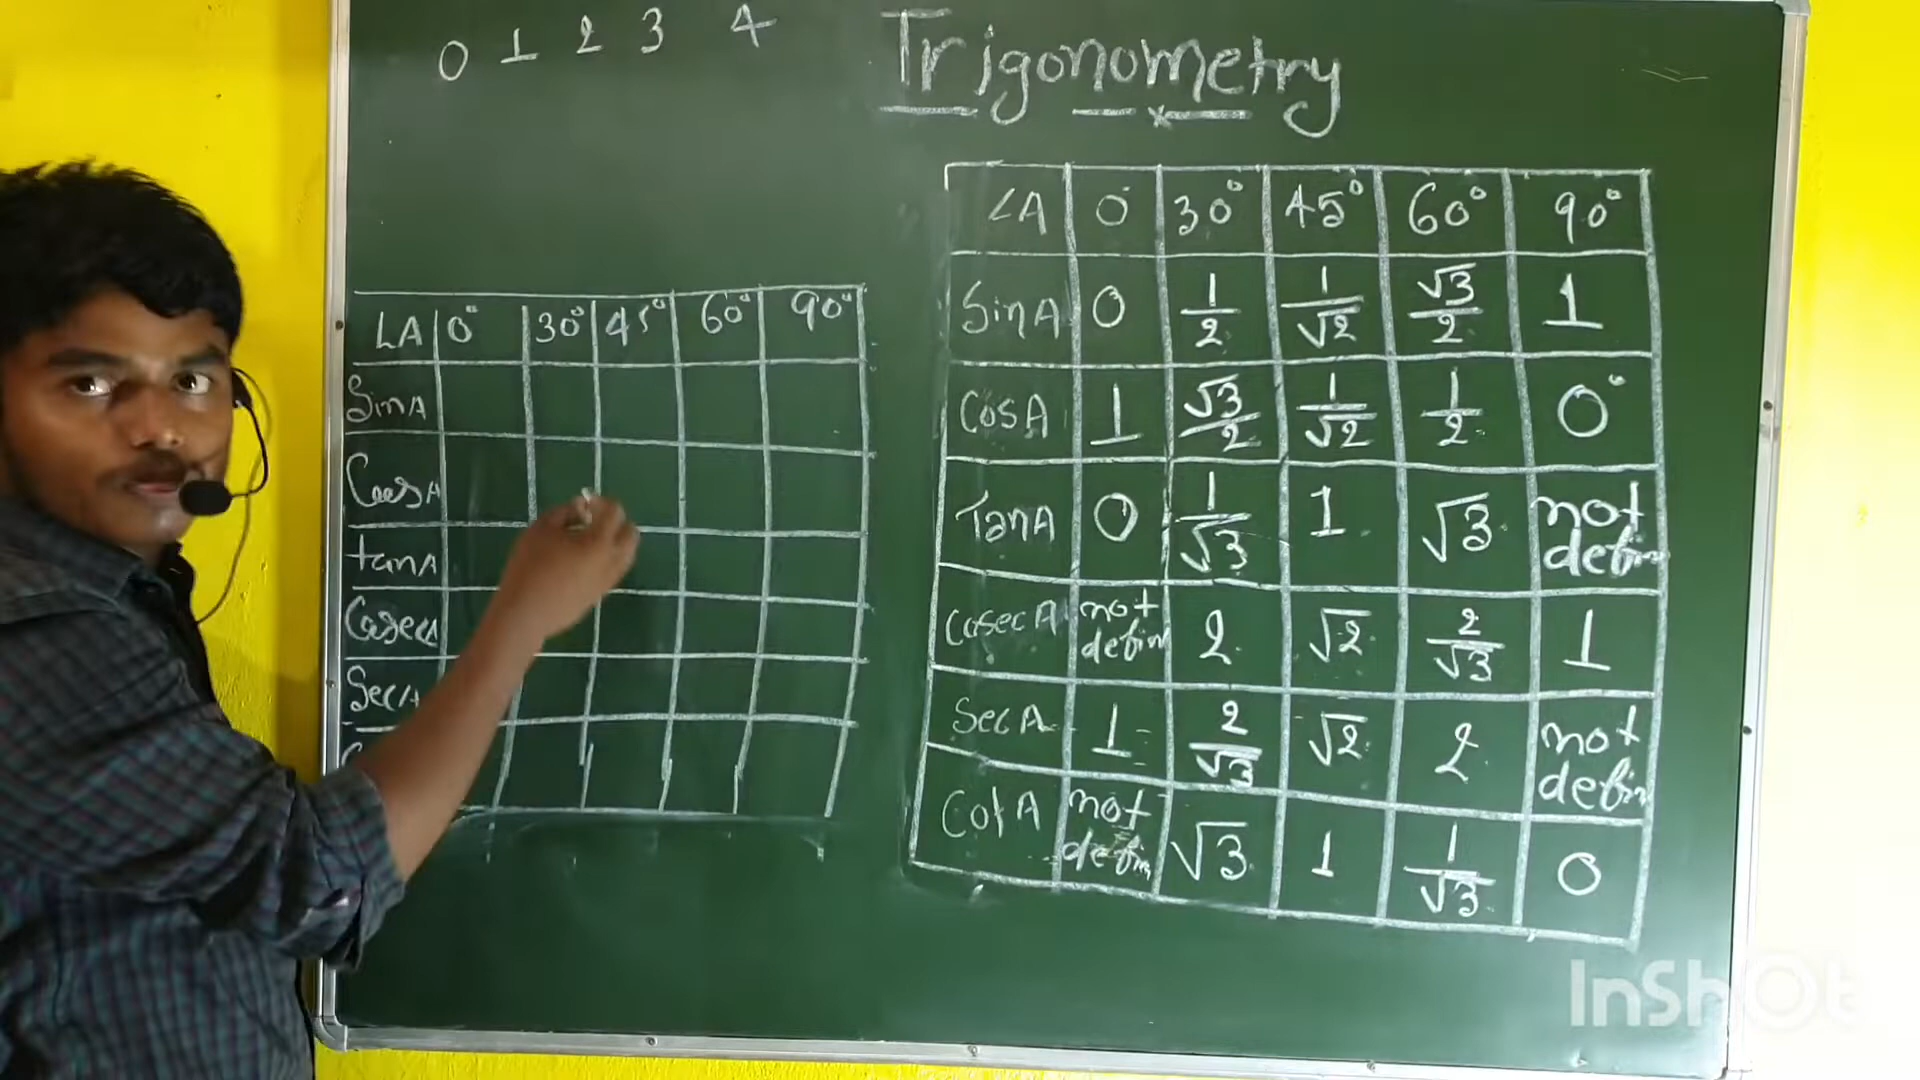 0 1 2 3 4
Trigonometry
∠A 0° 30° 45° 60° 90°
SinA
CosA
tanA
CosecA
SecA
∠A 0° 30° 45° 60° 90°
SinA 0 1/2 1/√2 √3/2 1
CosA 1 √3/2 1/√2 1/2 0°
TanA 0 1/√3 1 √3 not defin
CosecA not defin 2 √2 2/√3 1
SecA 1 2/√3 √2 2 not defin
CotA not defin √3 1 1/√3 0
InShOt